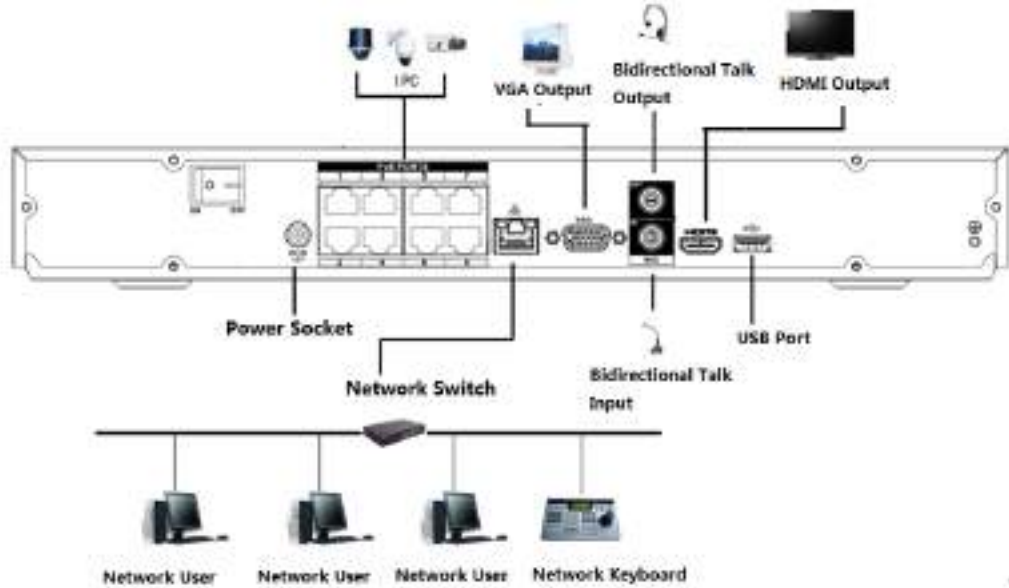 IPC
VGA Output
Bidirectional Talk
Output
HDMI Output
HDMI
Power Socket
Network Switch
USB Port
Bidirectional Talk
Input
Network User
Network User
Network User
Network Keyboard